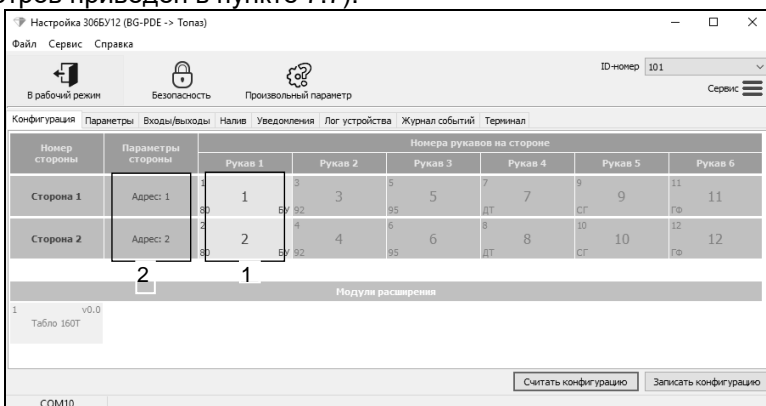 стров приведен в пункте 7.7).
Настройка 306БУ12 (BG-PDE -> Топаз)
Файл Сервис Справка
В рабочий режим Безопасность Произвольный параметр ID-номер 101 Сервис
Конфигурация Параметры Входы/выходы Налив Уведомления Лог устройства Журнал событий Терминал
Номер стороны Параметры стороны Номера рукавов на стороне
Рукав 1 Рукав 2 Рукав 3 Рукав 4 Рукав 5 Рукав 6
Сторона 1 Адрес: 1 1 1 80 БУ 3 3 92 5 5 95 7 7 ДТ 9 9 СГ 11 11 ГФ
Сторона 2 Адрес: 2 2 2 80 БУ 4 4 92 6 6 95 8 8 ДТ 10 10 СГ 12 12 ГФ
2 1
Модули расширения
1 v0.0
Табло 160Т
Считать конфигурацию Записать конфигурацию
COM10